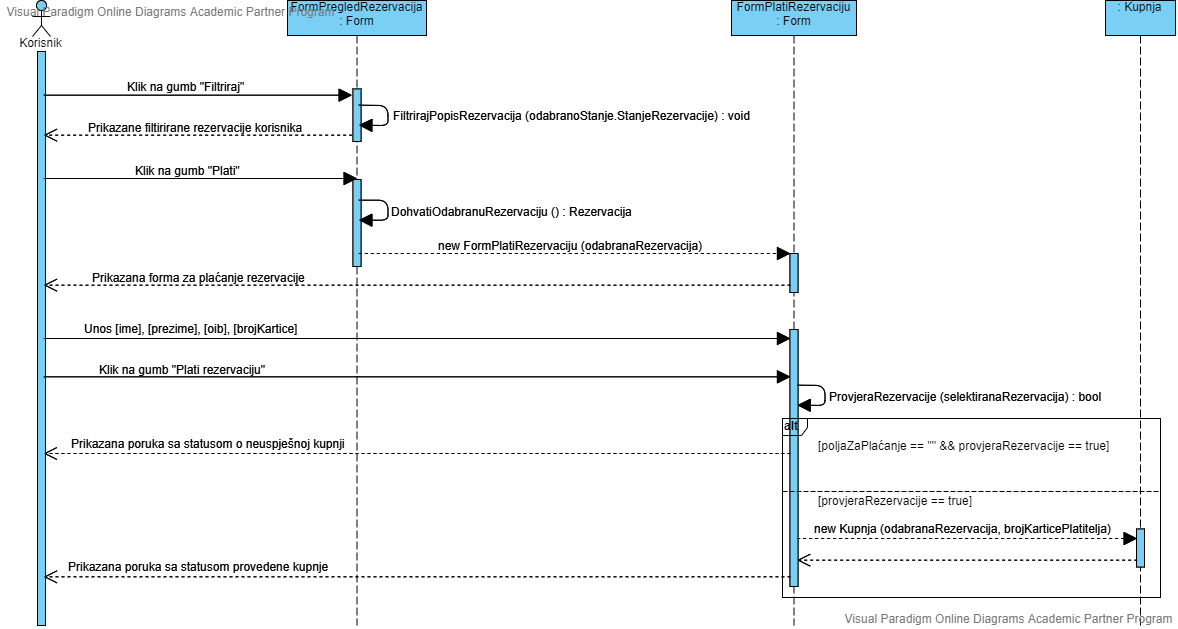 Visual Paradigm Online Diagrams Academic Partner Program
FormPregledRezervacija
: Form
FormPlatiRezervaciju
: Form
: Kupnja
Korisnik
Klik na gumb "Filtriraj"
FiltrirajPopisRezervacija (odabranoStanje.StanjeRezervacije) : void
Prikazane filtirirane rezervacije korisnika
Klik na gumb "Plati"
DohvatiOdabranuRezervaciju () : Rezervacija
new FormPlatiRezervaciju (odabranaRezervacija)
Prikazana forma za plaćanje rezervacije
Unos [ime], [prezime], [oib], [brojKartice]
Klik na gumb "Plati rezervaciju"
ProvjeraRezervacije (selektiranaRezervacija) : bool
alt
Prikazana poruka sa statusom o neuspješnoj kupnji
[poljaZaPlaćanje == "" && provjeraRezervacije == true]
[provjeraRezervacije == true]
new Kupnja (odabranaRezervacija, brojKarticePlatitelja)
Prikazana poruka sa statusom provedene kupnje
Visual Paradigm Online Diagrams Academic Partner Program